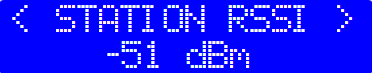 < STATION RSSI >
-51 dBm